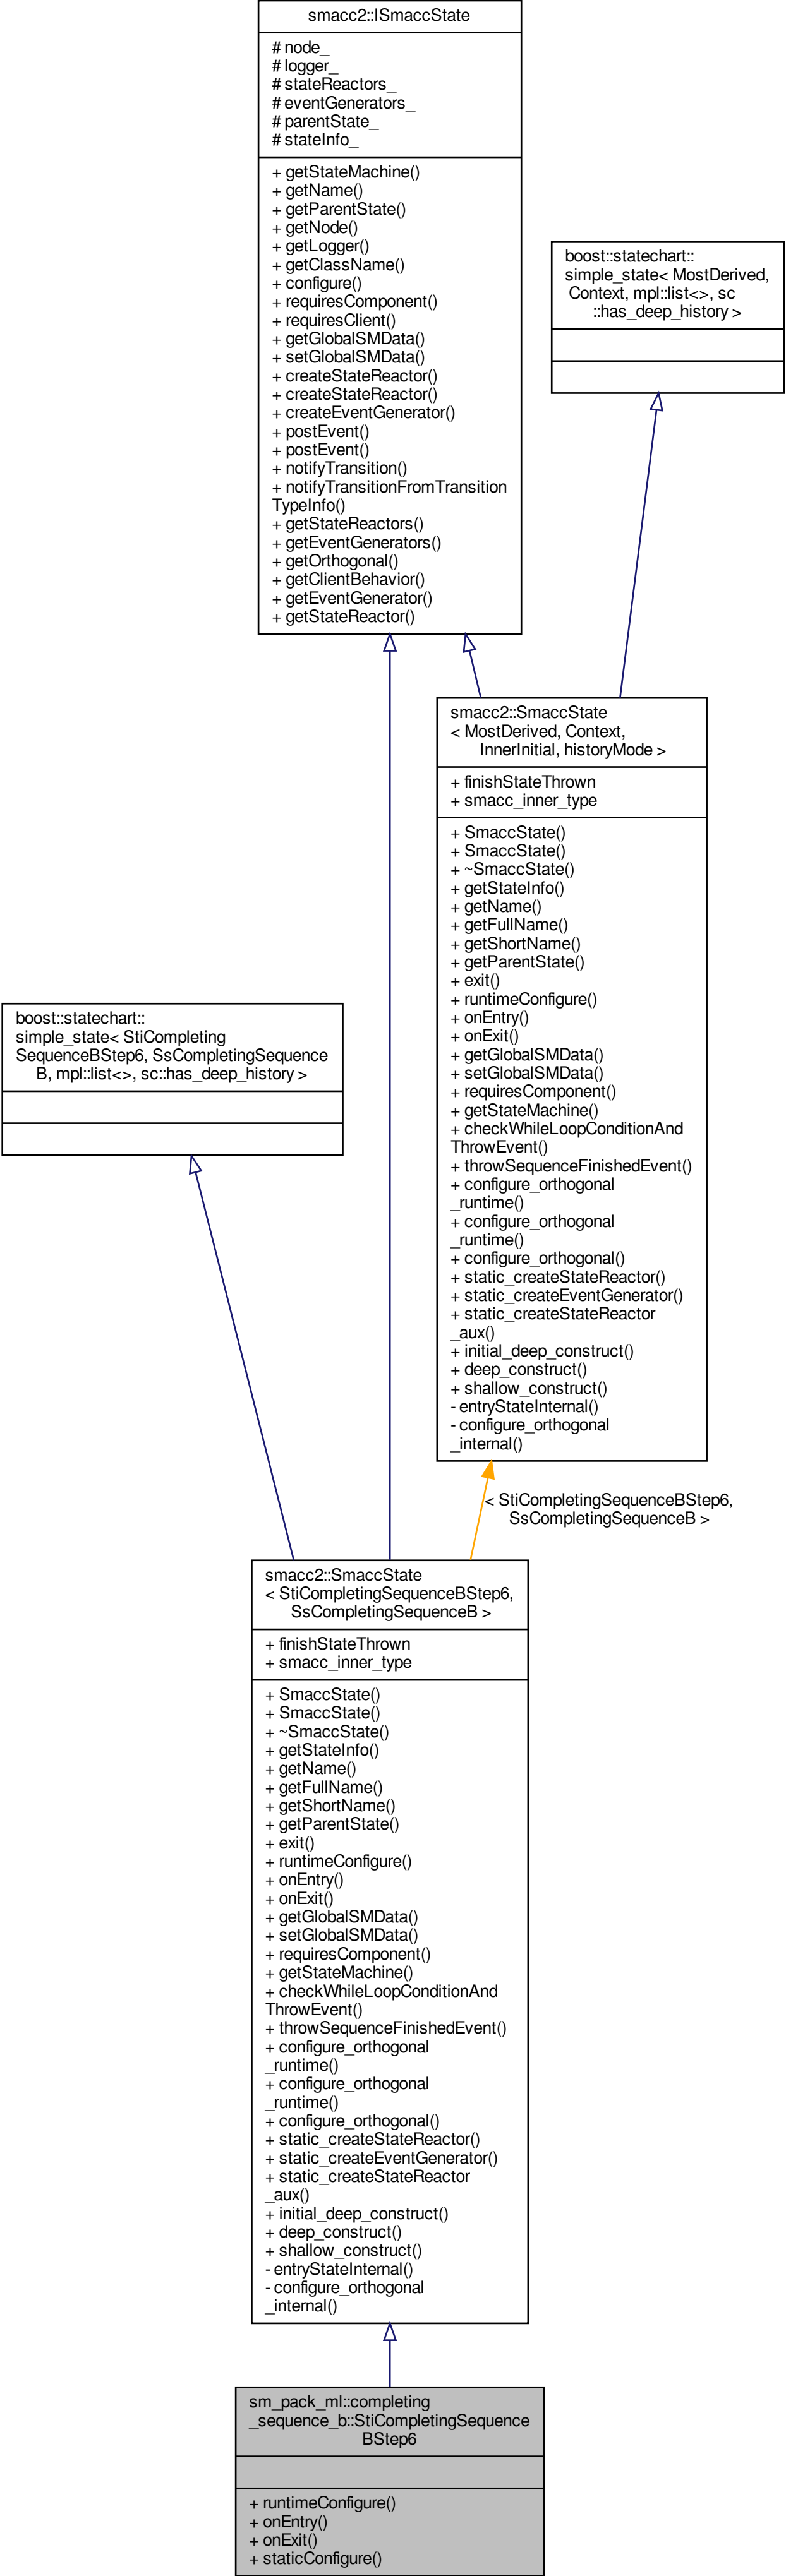 smacc2::ISmaccState
# node_
# logger_
# stateReactors_
# eventGenerators_
# parentState_
# stateInfo_
+ getStateMachine()
+ getName()
+ getParentState()
+ getNode()
+ getLogger()
+ getClassName()
+ configure()
+ requiresComponent()
+ requiresClient()
+ getGlobalSMData()
+ setGlobalSMData()
+ createStateReactor()
+ createStateReactor()
+ createEventGenerator()
+ postEvent()
+ postEvent()
+ notifyTransition()
+ notifyTransitionFromTransition
TypeInfo()
+ getStateReactors()
+ getEventGenerators()
+ getOrthogonal()
+ getClientBehavior()
+ getEventGenerator()
+ getStateReactor()
boost::statechart::
simple_state< MostDerived,
Context, mpl::list<>, sc
::has_deep_history >
smacc2::SmaccState
< MostDerived, Context,
InnerInitial, historyMode >
+ finishStateThrown
+ smacc_inner_type
+ SmaccState()
+ SmaccState()
+ ~SmaccState()
+ getStateInfo()
+ getName()
+ getFullName()
+ getShortName()
+ getParentState()
+ exit()
+ runtimeConfigure()
+ onEntry()
+ onExit()
+ getGlobalSMData()
+ setGlobalSMData()
+ requiresComponent()
+ getStateMachine()
+ checkWhileLoopConditionAnd
ThrowEvent()
+ throwSequenceFinishedEvent()
+ configure_orthogonal
_runtime()
+ configure_orthogonal
_runtime()
+ configure_orthogonal()
+ static_createStateReactor()
+ static_createEventGenerator()
+ static_createStateReactor
_aux()
+ initial_deep_construct()
+ deep_construct()
+ shallow_construct()
- entryStateInternal()
- configure_orthogonal
_internal()
boost::statechart::
simple_state< StiCompleting
SequenceBStep6, SsCompletingSequence
B, mpl::list<>, sc::has_deep_history >
< StiCompletingSequenceBStep6,
SsCompletingSequenceB >
smacc2::SmaccState
< StiCompletingSequenceBStep6,
SsCompletingSequenceB >
+ finishStateThrown
+ smacc_inner_type
+ SmaccState()
+ SmaccState()
+ ~SmaccState()
+ getStateInfo()
+ getName()
+ getFullName()
+ getShortName()
+ getParentState()
+ exit()
+ runtimeConfigure()
+ onEntry()
+ onExit()
+ getGlobalSMData()
+ setGlobalSMData()
+ requiresComponent()
+ getStateMachine()
+ checkWhileLoopConditionAnd
ThrowEvent()
+ throwSequenceFinishedEvent()
+ configure_orthogonal
_runtime()
+ configure_orthogonal
_runtime()
+ configure_orthogonal()
+ static_createStateReactor()
+ static_createEventGenerator()
+ static_createStateReactor
_aux()
+ initial_deep_construct()
+ deep_construct()
+ shallow_construct()
- entryStateInternal()
- configure_orthogonal
_internal()
sm_pack_ml::completing
_sequence_b::StiCompletingSequence
BStep6
+ runtimeConfigure()
+ onEntry()
+ onExit()
+ staticConfigure()